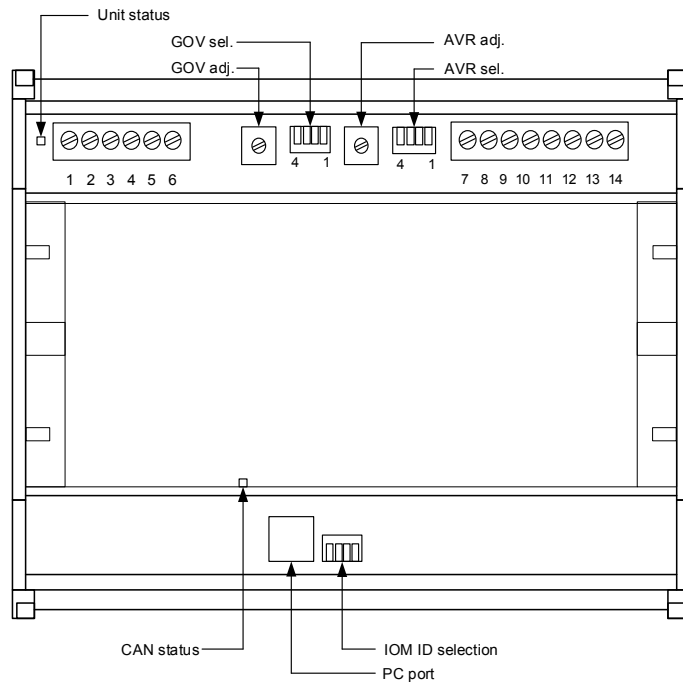 Unit status
GOV sel.
AVR adj.
GOV adj.
AVR sel.
4 1
4 1
1 2 3 4 5 6
7 8 9 10 11 12 13 14
CAN status
IOM ID selection
PC port